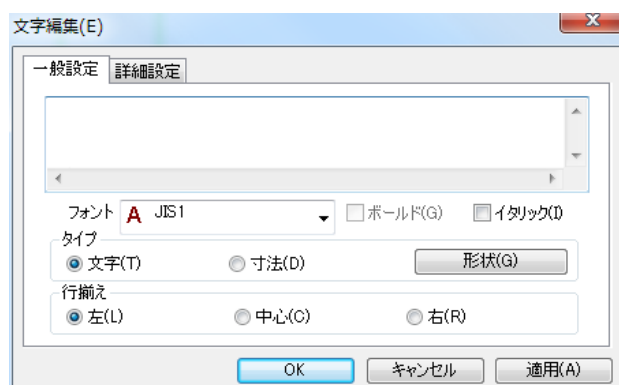 文字編集(E)
一般設定 詳細設定
フォント A JIS1 ボールド(G) イタリック(I)
タイプ
文字(T) 寸法(D) 形状(G)
行揃え
左(L) 中心(C) 右(R)
OK キャンセル 適用(A)